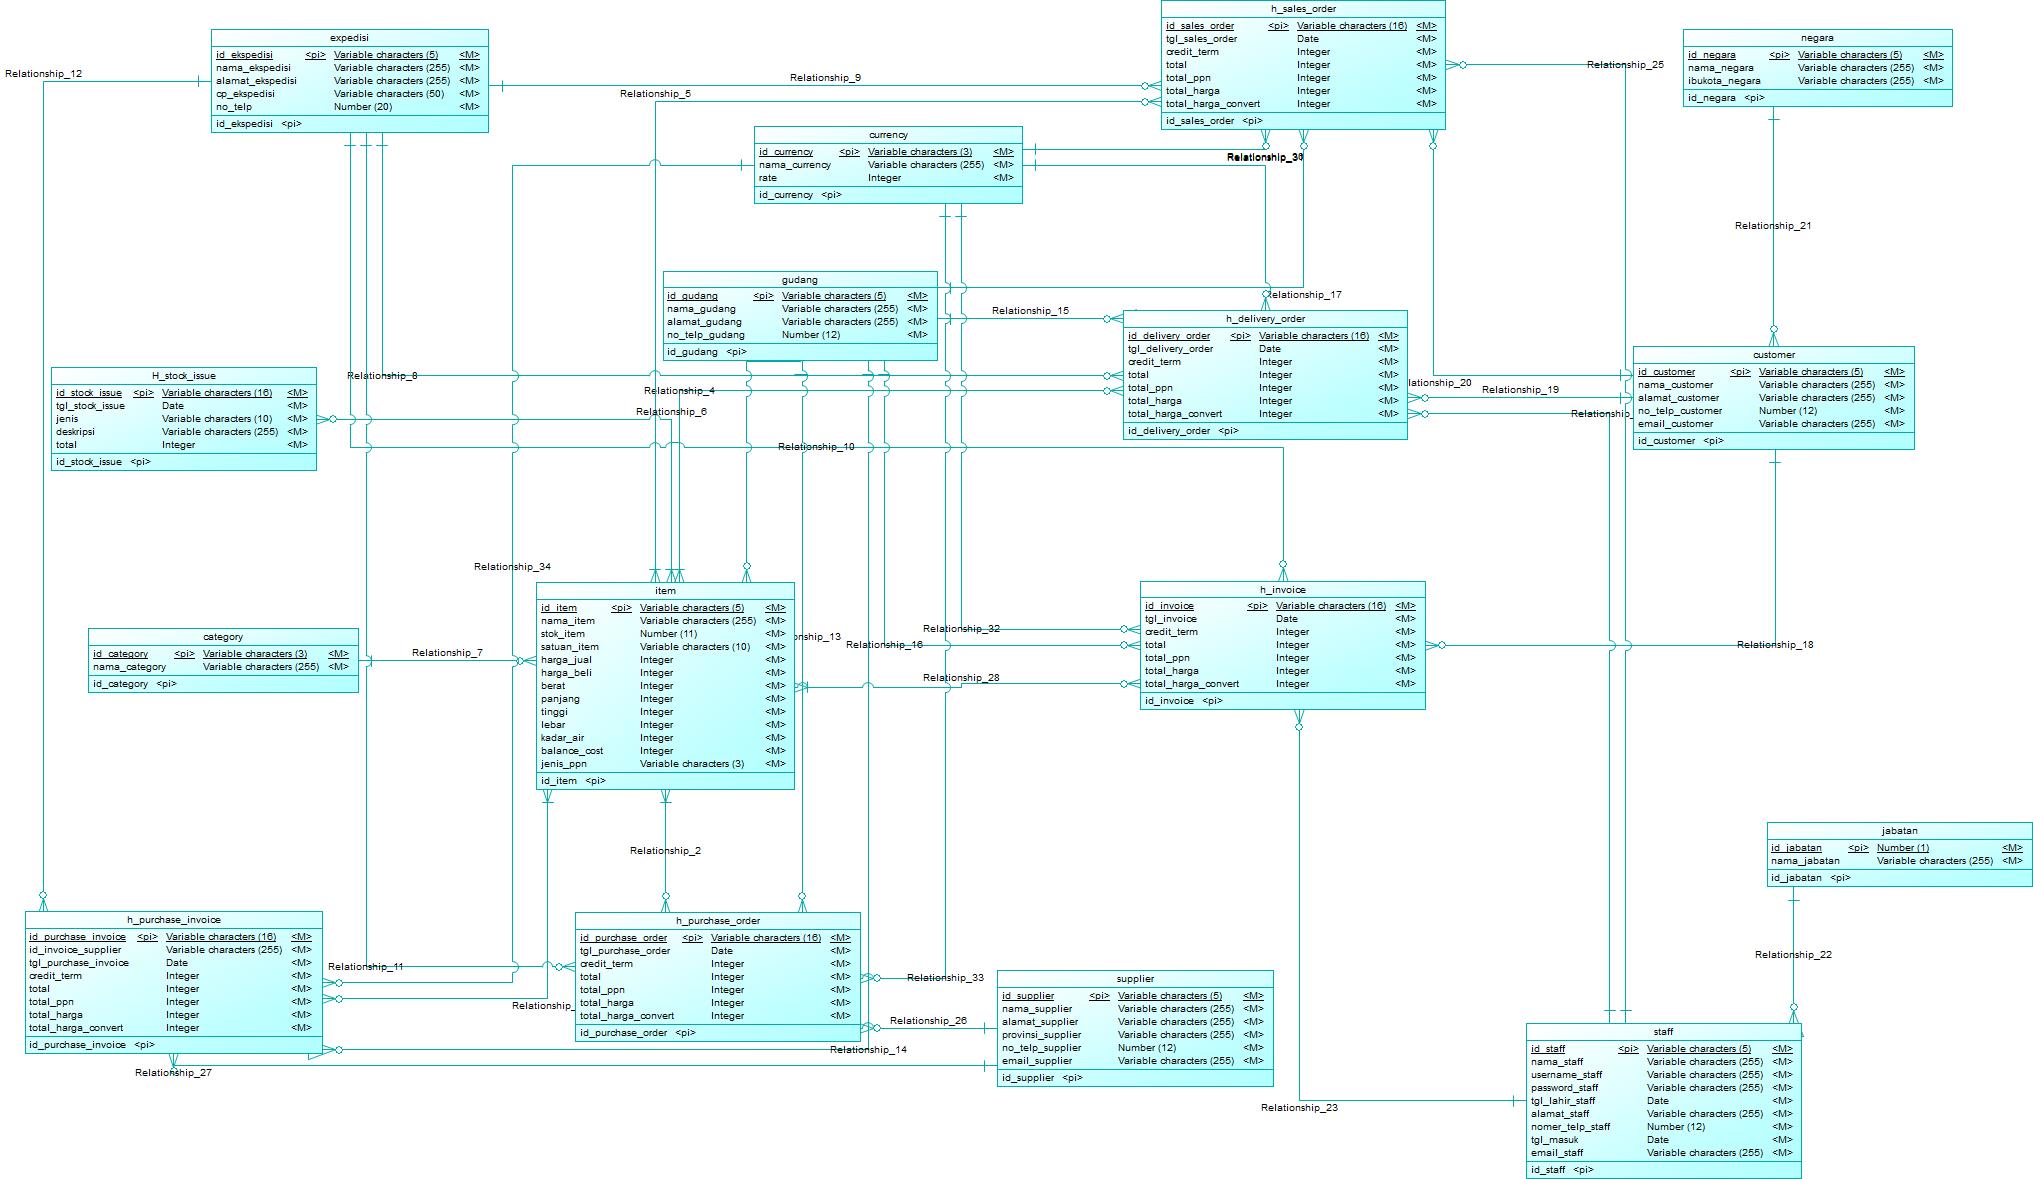 h_sales_order
id_sales_order <pi> Variable characters (16) <M>
tgl_sales_order Date <M>
credit_term Integer <M>
total Integer <M>
total_ppn Integer <M>
total_harga Integer <M>
total_harga_convert Integer <M>
id_sales_order <pi>
expedisi
id_ekspedisi <pi> Variable characters (5) <M>
nama_ekspedisi Variable characters (255) <M>
alamat_ekspedisi Variable characters (255) <M>
cp_ekspedisi Variable characters (50) <M>
no_telp Number (20) <M>
id_ekspedisi <pi>
negara
id_negara <pi> Variable characters (5) <M>
nama_negara Variable characters (255) <M>
ibukota_negara Variable characters (255) <M>
id_negara <pi>
Relationship_12
Relationship_9
Relationship_5
Relationship_25
currency
id_currency <pi> Variable characters (3) <M>
nama_currency Variable characters (255) <M>
rate Integer <M>
id_currency <pi>
Relationship_21
gudang
id_gudang <pi> Variable characters (5) <M>
nama_gudang Variable characters (255) <M>
alamat_gudang Variable characters (255) <M>
no_telp_gudang Number (12) <M>
id_gudang <pi>
Relationship_17
Relationship_15
h_delivery_order
id_delivery_order <pi> Variable characters (16) <M>
tgl_delivery_order Date <M>
credit_term Integer <M>
total Integer <M>
total_ppn Integer <M>
total_harga Integer <M>
total_harga_convert Integer <M>
id_delivery_order <pi>
customer
id_customer <pi> Variable characters (5) <M>
nama_customer Variable characters (255) <M>
alamat_customer Variable characters (255) <M>
no_telp_customer Number (12) <M>
email_customer Variable characters (255) <M>
id_customer <pi>
H_stock_issue
id_stock_issue <pi> Variable characters (16) <M>
tgl_stock_issue Date <M>
jenis Variable characters (10) <M>
deskripsi Variable characters (255) <M>
total Integer <M>
id_stock_issue <pi>
Relationship_8
Relationship_4
Relationship_6
lationship_20
Relationship_19
Relationship_
Relationship_10
Relationship_34
item
id_item <pi> Variable characters (5) <M>
nama_item Variable characters (255) <M>
stok_item Number (11) <M>
satuan_item Variable characters (10) <M>
harga_jual Integer <M>
harga_beli Integer <M>
berat Integer <M>
panjang Integer <M>
tinggi Integer <M>
lebar Integer <M>
kadar_air Integer <M>
balance_cost Integer <M>
jenis_ppn Variable characters (3) <M>
id_item <pi>
h_invoice
id_invoice <pi> Variable characters (16) <M>
tgl_invoice Date <M>
credit_term Integer <M>
total Integer <M>
total_ppn Integer <M>
total_harga Integer <M>
total_harga_convert Integer <M>
id_invoice <pi>
category
id_category <pi> Variable characters (3) <M>
nama_category Variable characters (255) <M>
id_category <pi>
Relationship_7
nship_13
Relationship_32
Relationship_16
Relationship_28
Relationship_18
Relationship_2
jabatan
id_jabatan <pi> Number (1) <M>
nama_jabatan Variable characters (255) <M>
id_jabatan <pi>
h_purchase_invoice
id_purchase_invoice <pi> Variable characters (16) <M>
id_invoice_supplier Variable characters (255) <M>
tgl_purchase_invoice Date <M>
credit_term Integer <M>
total Integer <M>
total_ppn Integer <M>
total_harga Integer <M>
total_harga_convert Integer <M>
id_purchase_invoice <pi>
h_purchase_order
id_purchase_order <pi> Variable characters (16) <M>
tgl_purchase_order Date <M>
credit_term Integer <M>
total Integer <M>
total_ppn Integer <M>
total_harga Integer <M>
total_harga_convert Integer <M>
id_purchase_order <pi>
Relationship_11
Relationship_
Relationship_33
Relationship_26
Relationship_14
Relationship_27
Relationship_22
supplier
id_supplier <pi> Variable characters (5) <M>
nama_supplier Variable characters (255) <M>
alamat_supplier Variable characters (255) <M>
provinsi_supplier Variable characters (255) <M>
no_telp_supplier Number (12) <M>
email_supplier Variable characters (255) <M>
id_supplier <pi>
Relationship_23
staff
id_staff <pi> Variable characters (5) <M>
nama_staff Variable characters (255) <M>
username_staff Variable characters (255) <M>
password_staff Variable characters (255) <M>
tgl_lahir_staff Date <M>
alamat_staff Variable characters (255) <M>
nomer_telp_staff Number (12) <M>
tgl_masuk Date <M>
email_staff Variable characters (255) <M>
id_staff <pi>